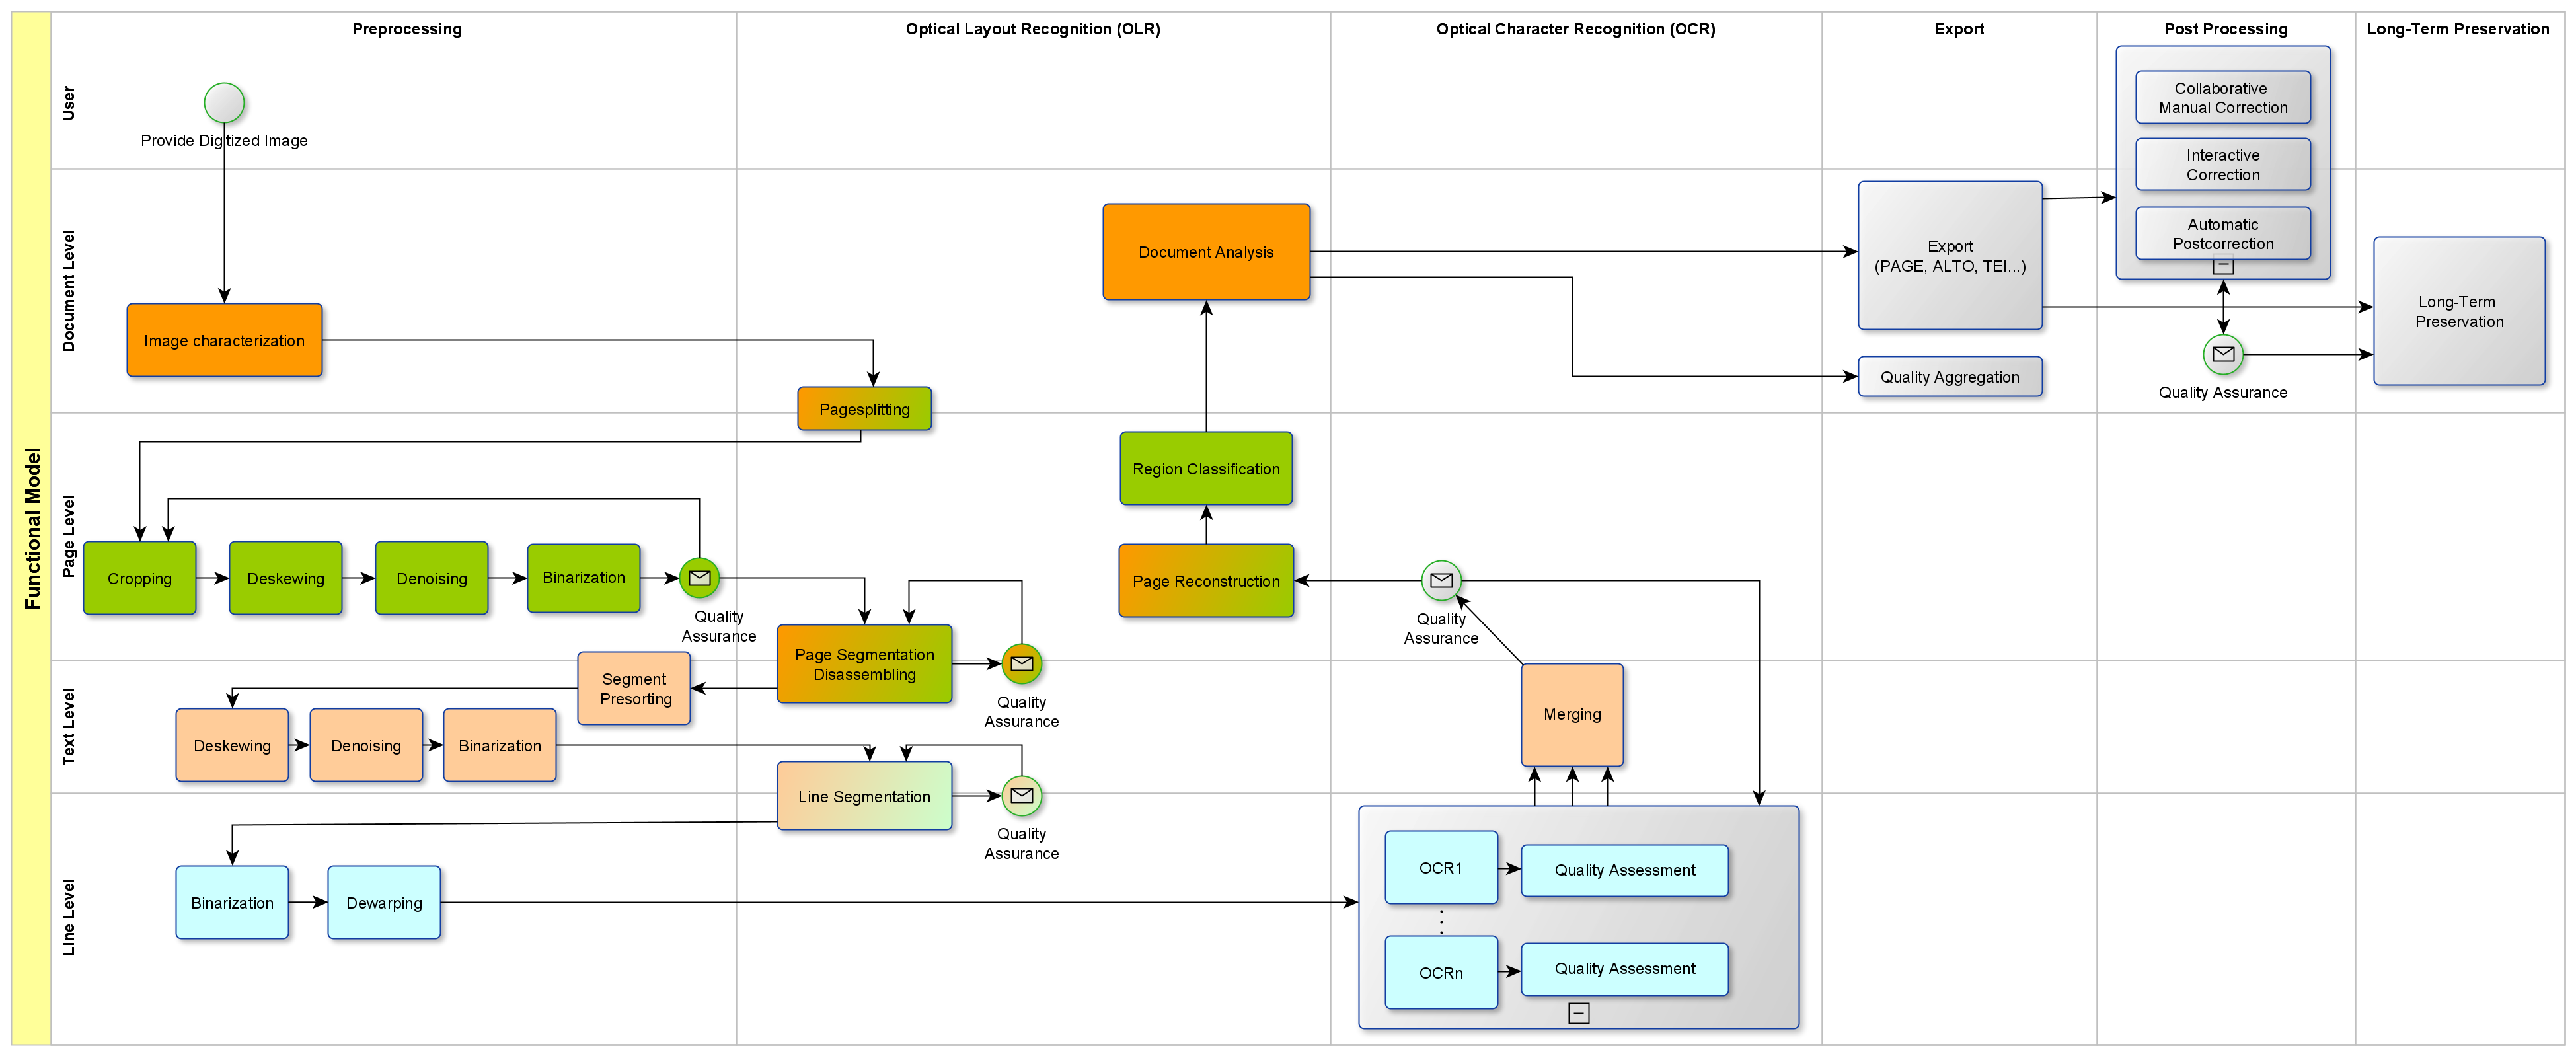 Functional Model
Preprocessing
Optical Layout Recognition (OLR)
Optical Character Recognition (OCR)
Export
Post Processing
Long-Term Preservation
User
Provide Digitized Image
Collaborative
Manual Correction
Interactive
Correction
Automatic
Postcorrection
Document Level
Image characterization
Pagesplitting
Document Analysis
Export
(PAGE, ALTO, TEI...)
Quality Aggregation
Quality Assurance
Long-Term
Preservation
Page Level
Cropping
Deskewing
Denoising
Binarization
Quality
Assurance
Page Segmentation
Disassembling
Quality
Assurance
Region Classification
Page Reconstruction
Quality
Assurance
Text Level
Segment
Presorting
Deskewing
Denoising
Binarization
Line Segmentation
Quality
Assurance
Merging
Line Level
Binarization
Dewarping
OCR1
Quality Assessment
OCRn
Quality Assessment